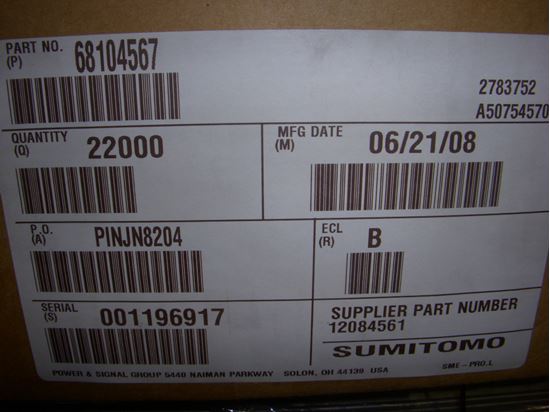 PART NO. 68104567
(P)
2783752
A50754570
QUANTITY 22000
(Q)
MFG DATE 06/21/08
(M)
P.O. PINJN8204
(A)
ECL B
(R)
SERIAL 001196917
(S)
SUPPLIER PART NUMBER
12084561
SUMITOMO
POWER & SIGNAL GROUP 5440 NAIMAN PARKWAY SOLON, OH 44139 USA SME-PRO.L